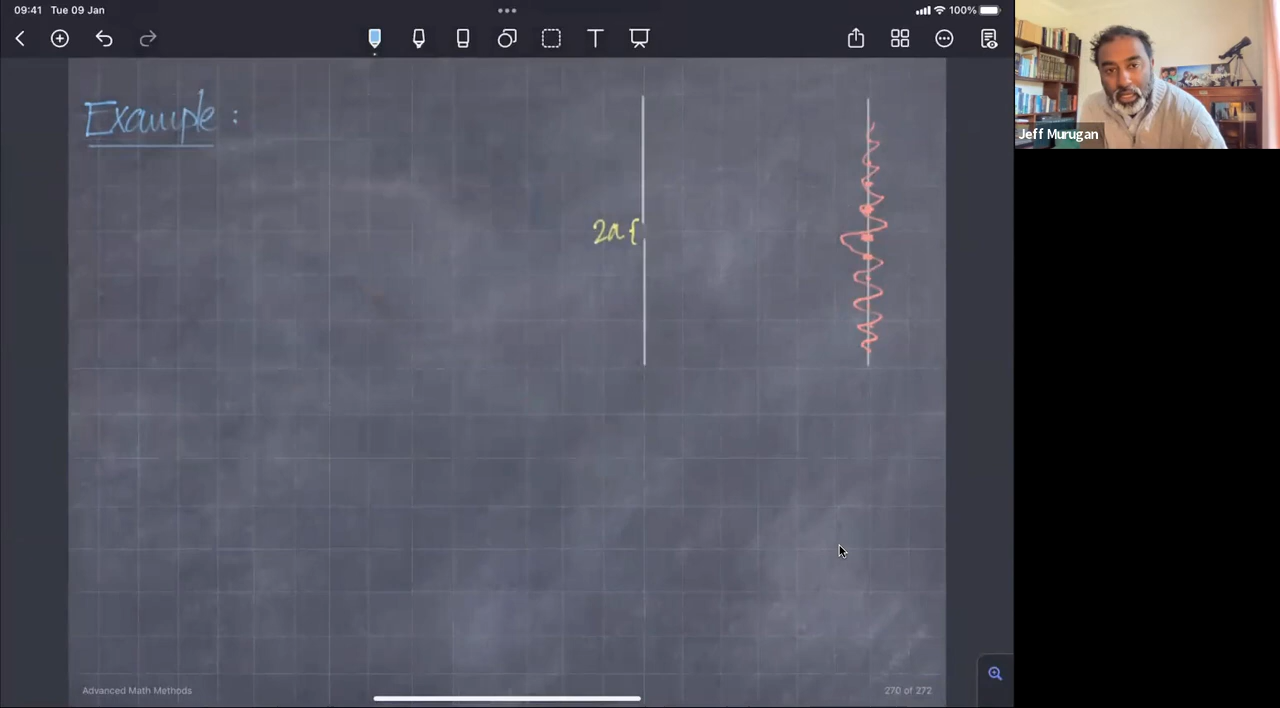 09:41 Tue 09 Jan
100%
Jeff Murugan
Example :
2a {
Advanced Math Methods
270 of 272